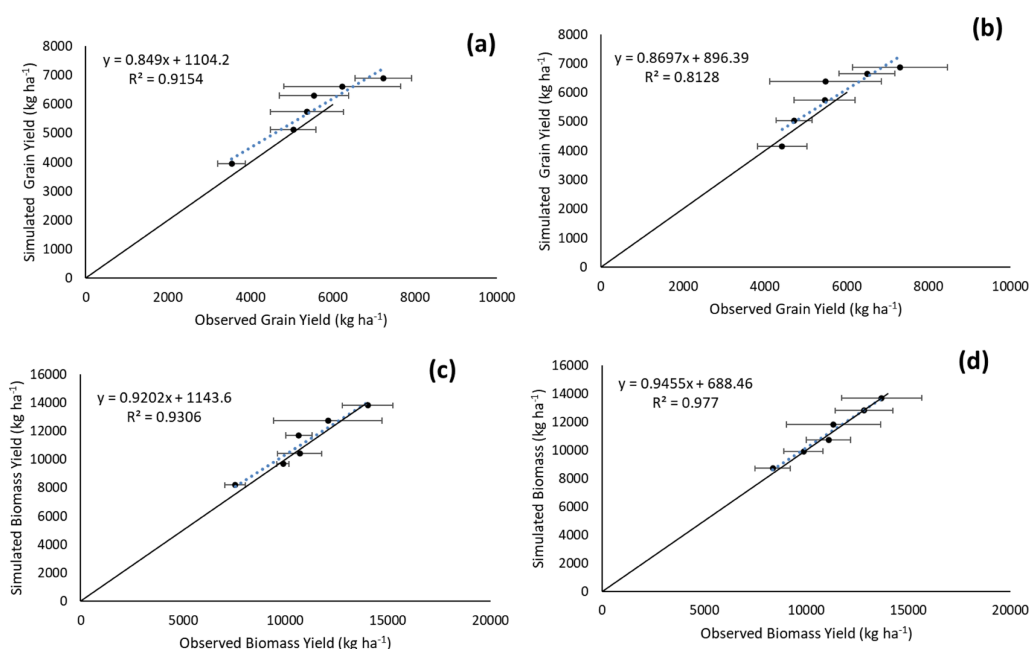 (a)
y = 0.849x + 1104.2
R² = 0.9154
Simulated Grain Yield (kg ha⁻¹)
8000
7000
6000
5000
4000
3000
2000
1000
0
0 2000 4000 6000 8000 10000
Observed Grain Yield (kg ha⁻¹)
(b)
y = 0.8697x + 896.39
R² = 0.8128
Simulated Grain Yield (kg ha⁻¹)
8000
7000
6000
5000
4000
3000
2000
1000
0
0 2000 4000 6000 8000 10000
Observed Grain Yield (kg ha⁻¹)
(c)
y = 0.9202x + 1143.6
R² = 0.9306
Simulated Biomass Yield (kg ha⁻¹)
16000
14000
12000
10000
8000
6000
4000
2000
0
0 5000 10000 15000 20000
Observed Biomass Yield (kg ha⁻¹)
(d)
y = 0.9455x + 688.46
R² = 0.977
Simulated Biomass (kg ha⁻¹)
16000
14000
12000
10000
8000
6000
4000
2000
0
0 5000 10000 15000 20000
Observed Biomass Yield (kg ha⁻¹)